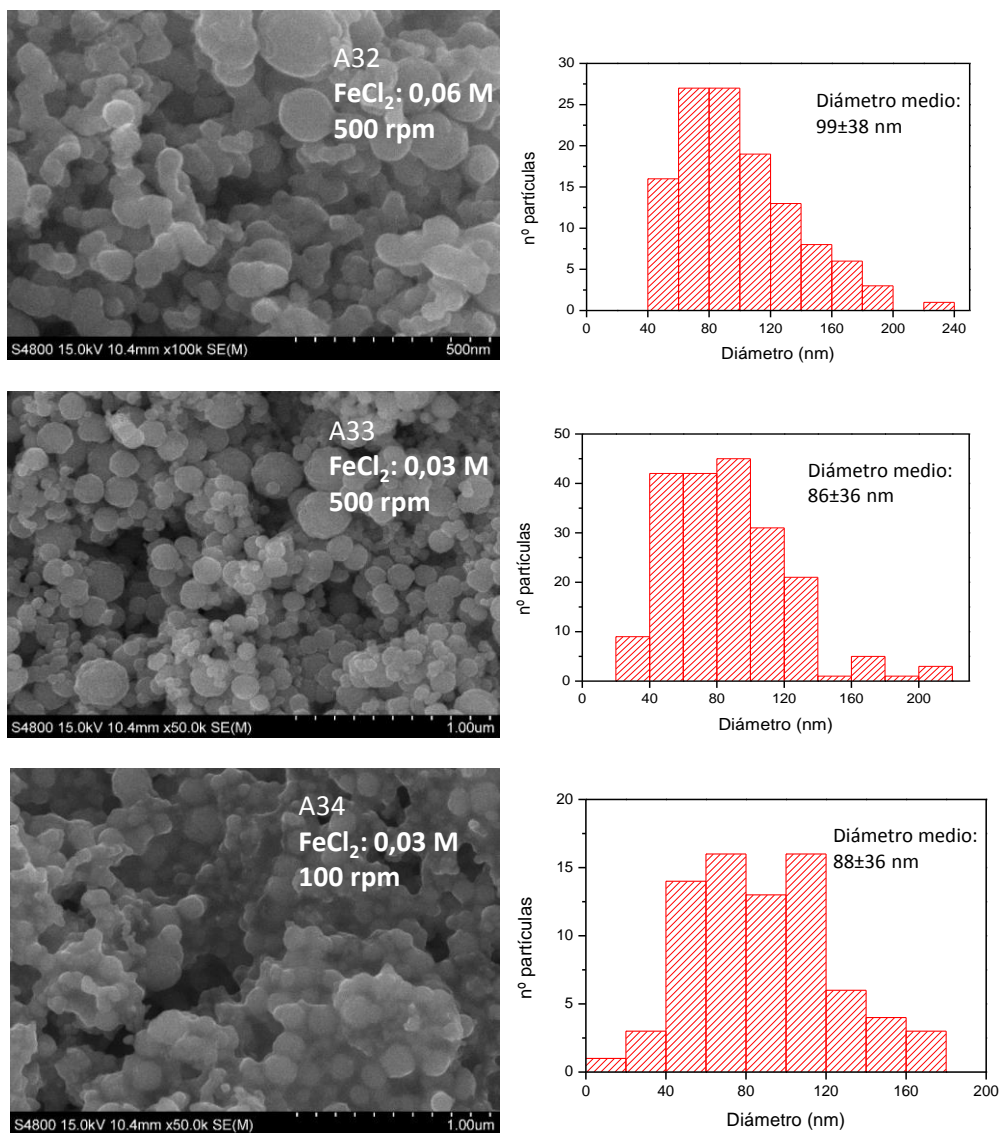 A32
FeCl₂: 0,06 M
500 rpm
S4800 15.0kV 10.4mm x100k SE(M)
500nm
30
25
20
15
10
5
0
nº partículas
Diámetro medio:
99±38 nm
0 40 80 120 160 200 240
Diámetro (nm)
A33
FeCl₂: 0,03 M
500 rpm
S4800 15.0kV 10.4mm x50.0k SE(M)
1.00um
50
40
30
20
10
0
nº partículas
Diámetro medio:
86±36 nm
0 40 80 120 160 200
Diámetro (nm)
A34
FeCl₂: 0,03 M
100 rpm
S4800 15.0kV 10.4mm x50.0k SE(M)
1.00um
20
15
10
5
0
nº partículas
Diámetro medio:
88±36 nm
0 40 80 120 160 200
Diámetro (nm)